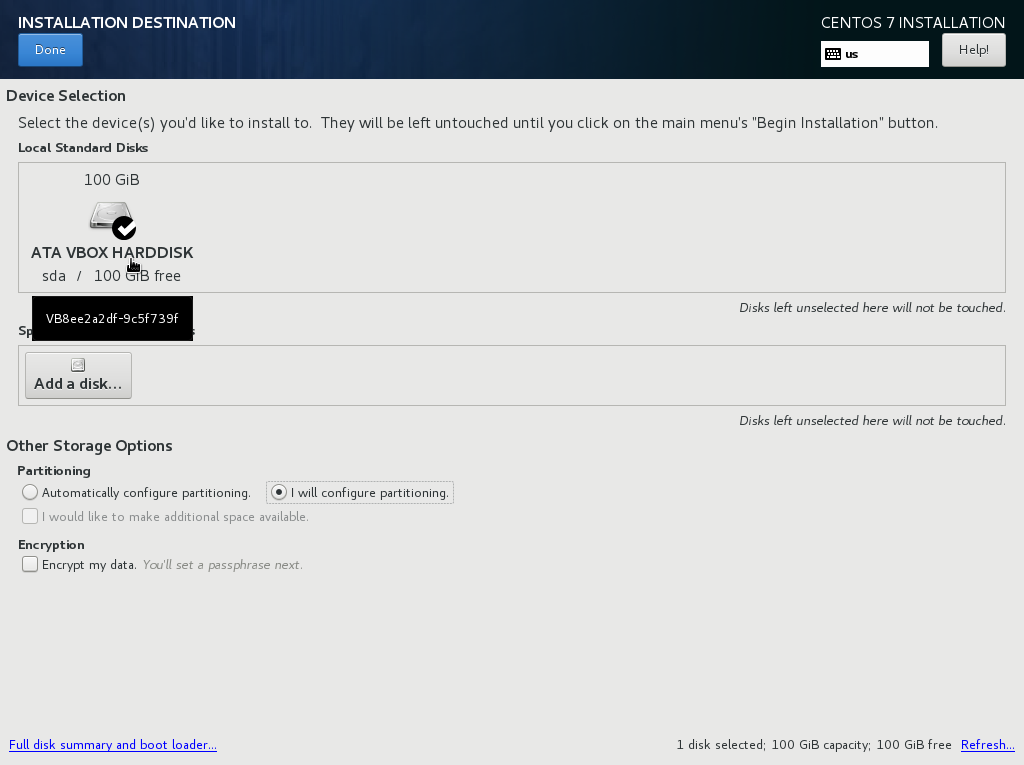 INSTALLATION DESTINATION
CENTOS 7 INSTALLATION
Done
us
Help!
Device Selection
Select the device(s) you'd like to install to.  They will be left untouched until you click on the main menu's "Begin Installation" button.
Local Standard Disks
100 GiB
ATA VBOX HARDDISK
sda / 100 GiB free
Disks left unselected here will not be touched.
VB8ee2a2df-9c5f739f
Add a disk...
Disks left unselected here will not be touched.
Other Storage Options
Partitioning
Automatically configure partitioning. I will configure partitioning.
I would like to make additional space available.
Encryption
Encrypt my data. You'll set a passphrase next.
Full disk summary and boot loader... 1 disk selected; 100 GiB capacity; 100 GiB free Refresh...